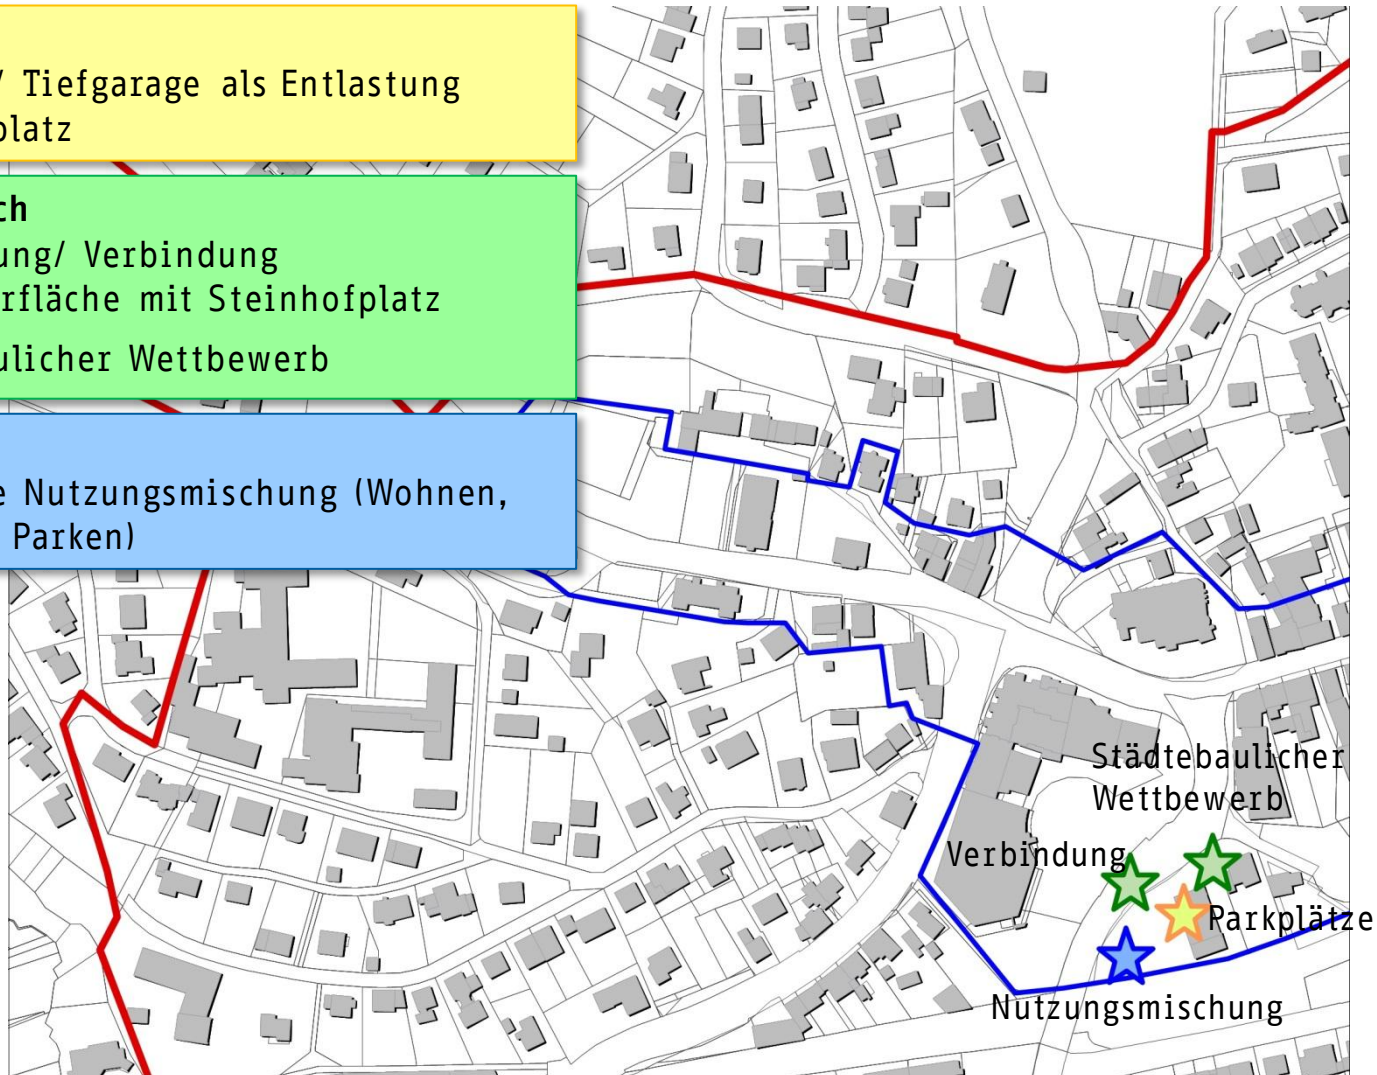 / Tiefgarage als Entlastung
platz
ch
ung/ Verbindung
rfläche mit Steinhofplatz
ulicher Wettbewerb
e Nutzungsmischung (Wohnen,
Parken)
Städtebaulicher
Wettbewerb
Verbindung
Parkplätze
Nutzungsmischung